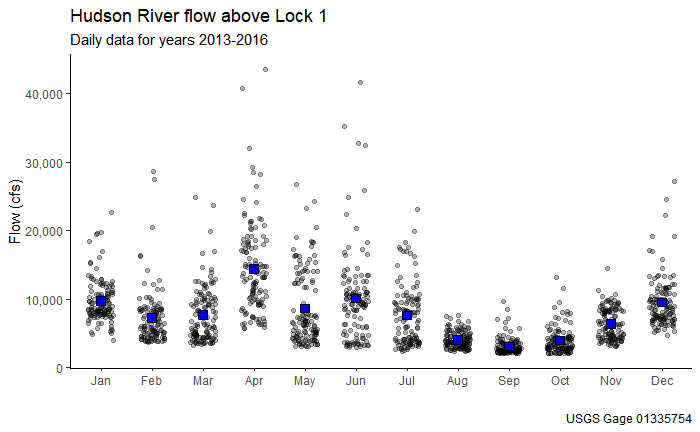 Hudson River flow above Lock 1
Daily data for years 2013-2016
Flow (cfs)
40,000
30,000
20,000
10,000
0
Jan Feb Mar Apr May Jun Jul Aug Sep Oct Nov Dec
USGS Gage 01335754